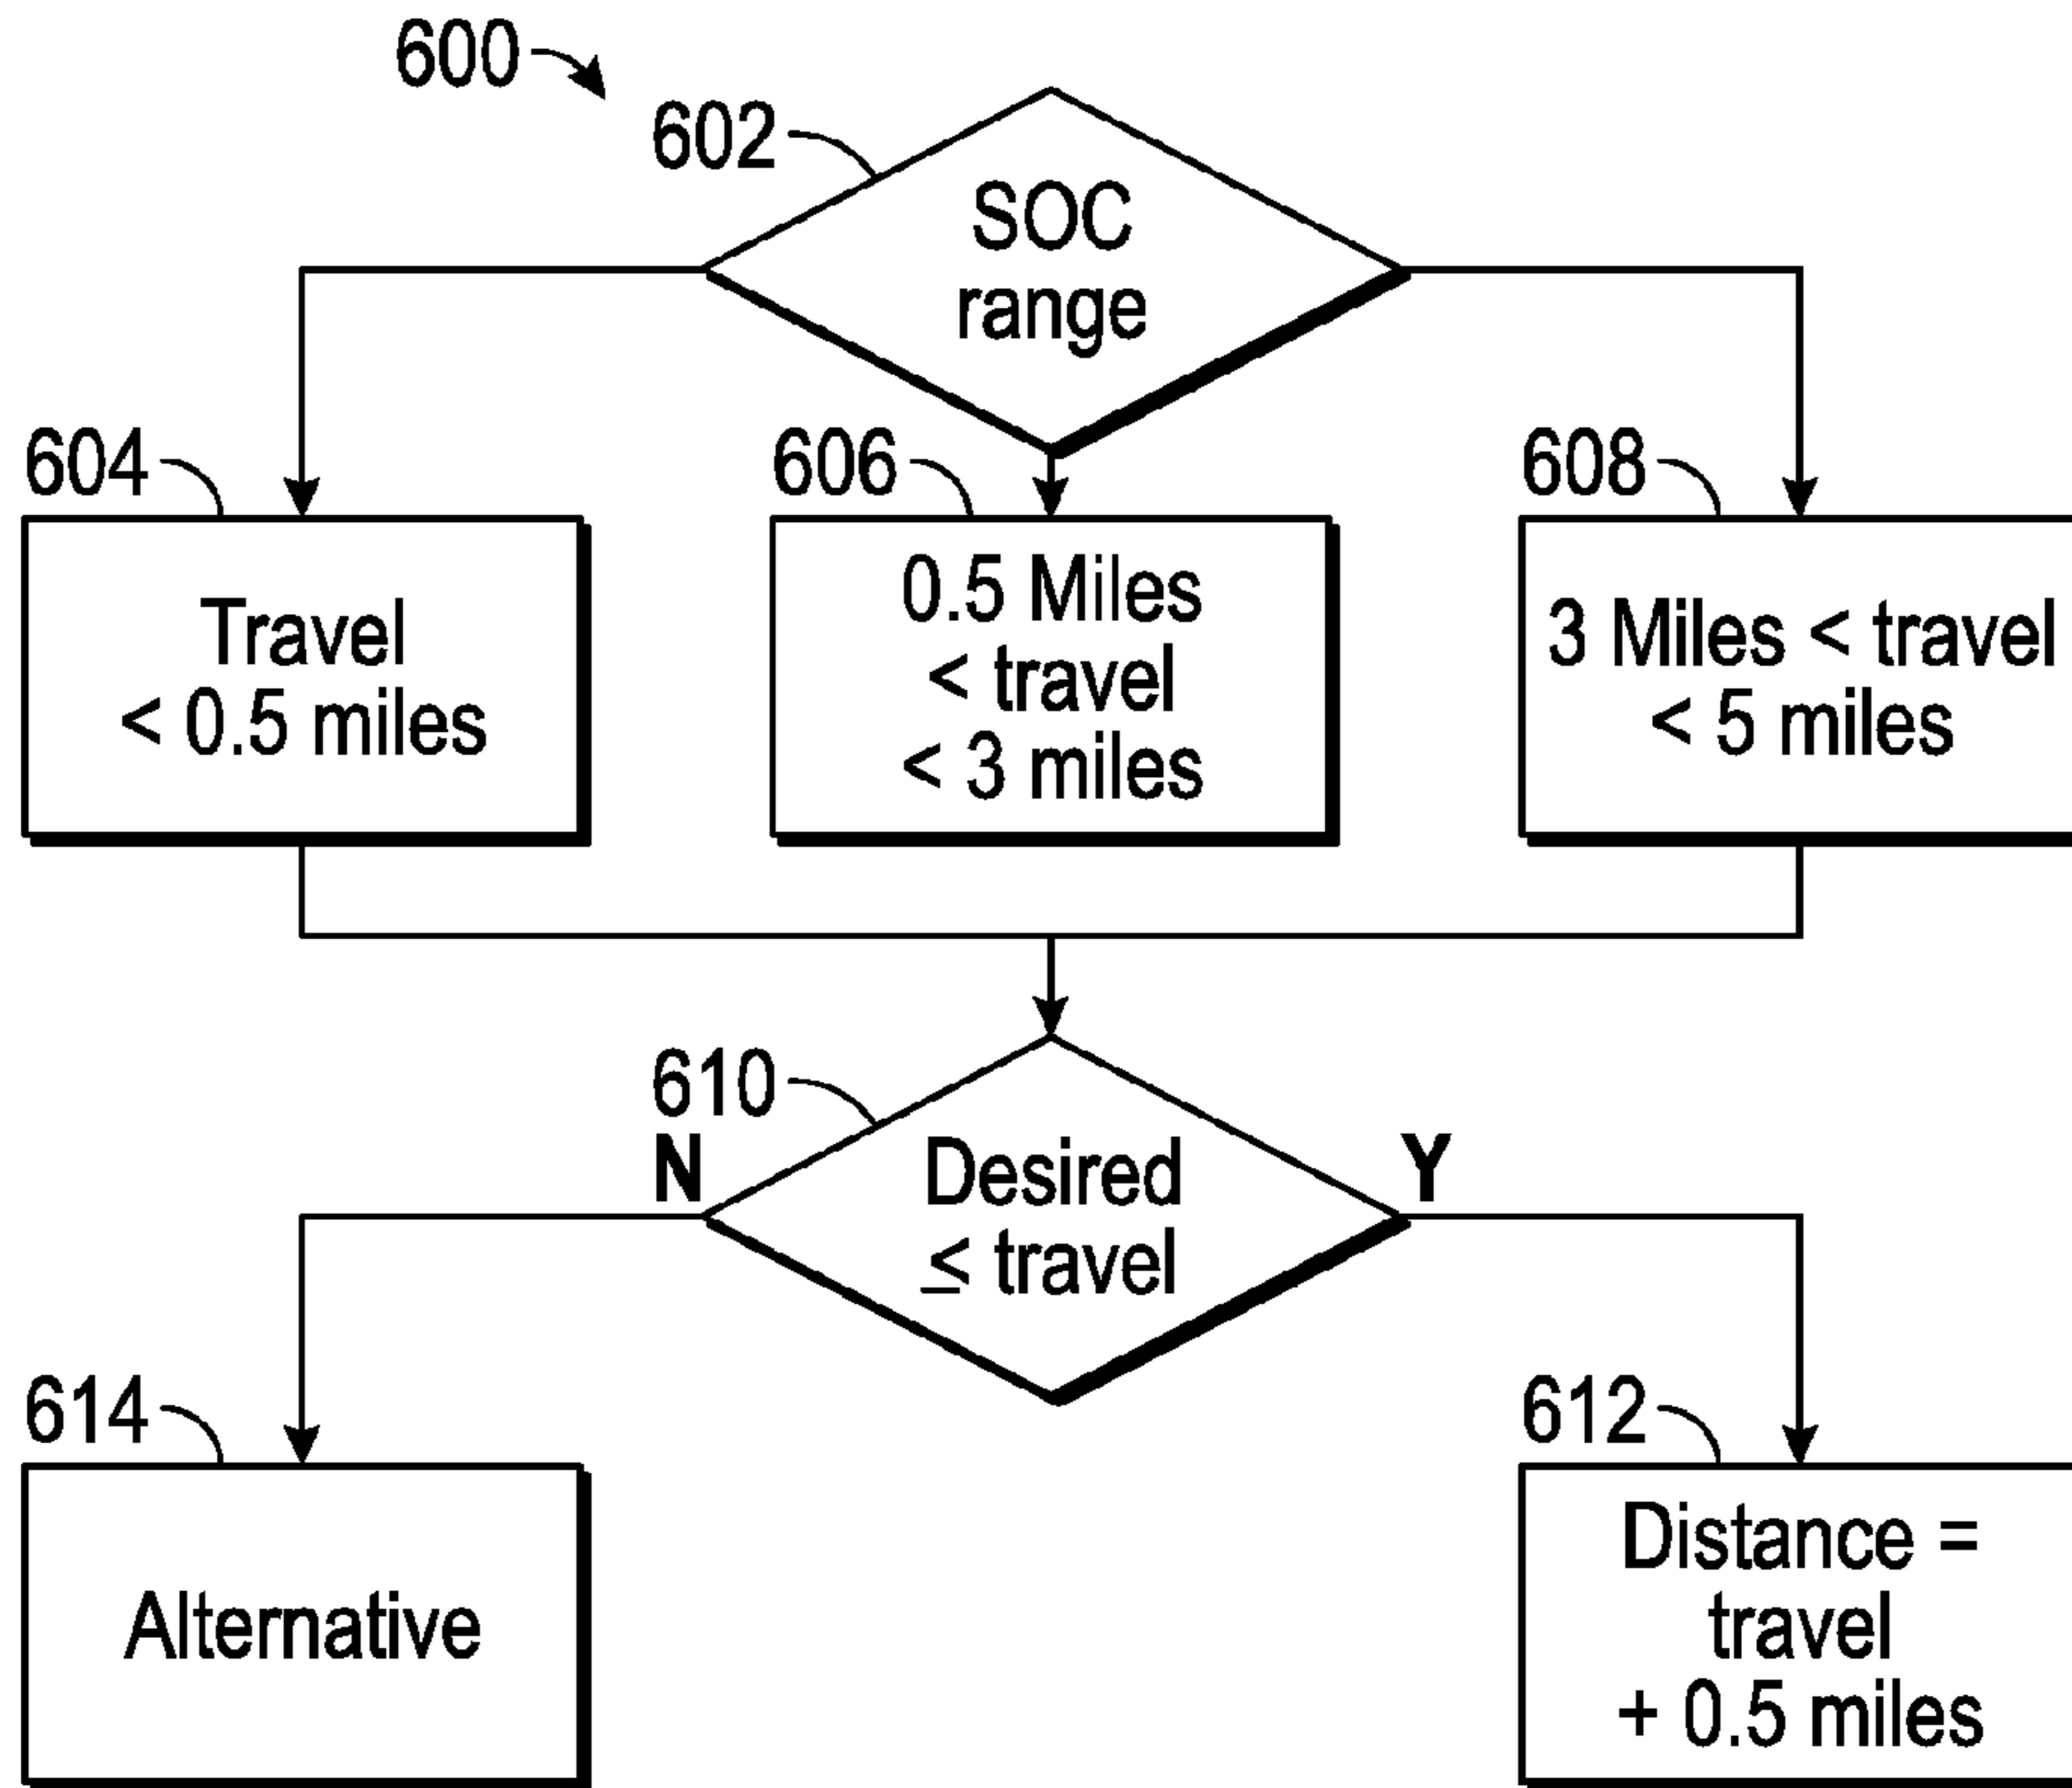 600
602
SOC
range
604
606
608
Travel
< 0.5 miles
0.5 Miles
< travel
< 3 miles
3 Miles < travel
< 5 miles
610
N
Y
Desired
≤ travel
614
612
Alternative
Distance =
travel
+ 0.5 miles